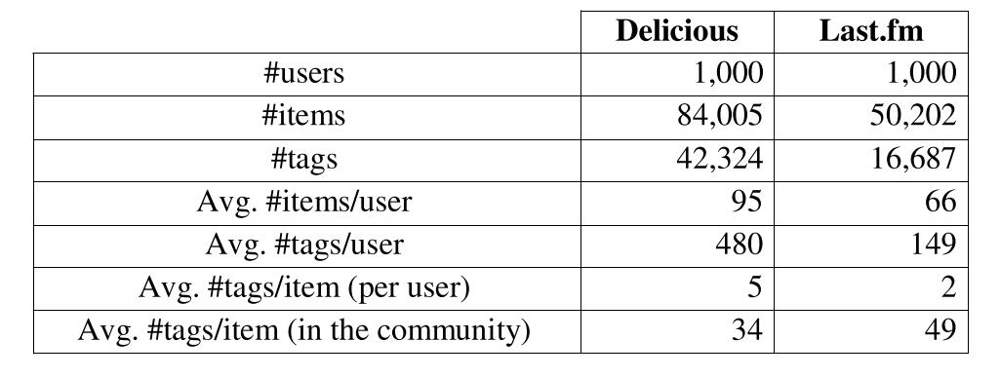 Delicious Last.fm
#users 1,000 1,000
#items 84,005 50,202
#tags 42,324 16,687
Avg. #items/user 95 66
Avg. #tags/user 480 149
Avg. #tags/item (per user) 5 2
Avg. #tags/item (in the community) 34 49